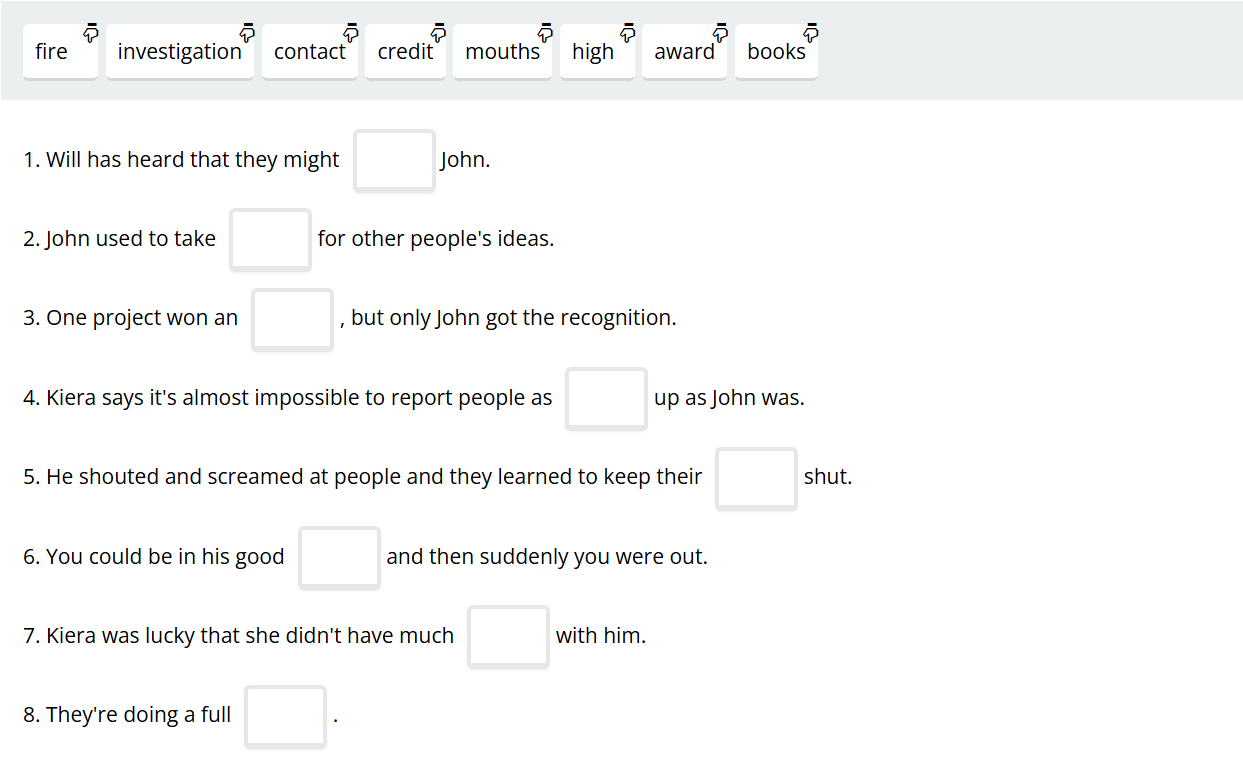 fire investigation contact credit mouths high award books
1. Will has heard that they might John.
2. John used to take for other people's ideas.
3. One project won an , but only John got the recognition.
4. Kiera says it's almost impossible to report people as up as John was.
5. He shouted and screamed at people and they learned to keep their shut.
6. You could be in his good and then suddenly you were out.
7. Kiera was lucky that she didn't have much with him.
8. They're doing a full .